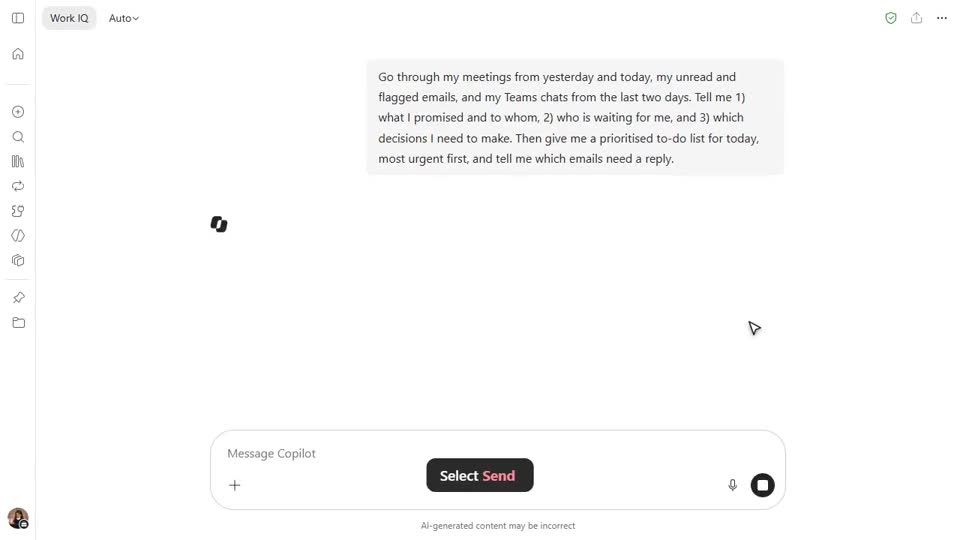 Work IQ
Auto
Go through my meetings from yesterday and today, my unread and
flagged emails, and my Teams chats from the last two days. Tell me 1)
what I promised and to whom, 2) who is waiting for me, and 3) which
decisions I need to make. Then give me a prioritised to-do list for today,
most urgent first, and tell me which emails need a reply.
Message Copilot
Select Send
AI-generated content may be incorrect